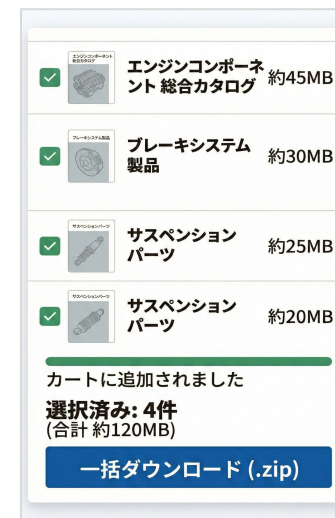 エンジンコンポーネント
総合カタログ
エンジンコンポーネ
ント 総合カタログ
約45MB
ブレーキシステム製品
ブレーキシステム
製品
約30MB
サスペンションパーツ
サスペンション
パーツ
約25MB
サスペンションパーツ
サスペンション
パーツ
約20MB
カートに追加されました
選択済み: 4件
(合計 約120MB)
一括ダウンロード (.zip)